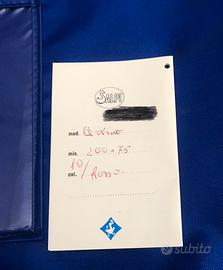 SALPI
mod. Cervino
mis. 200 x 75
10/
col. Rosso
subito